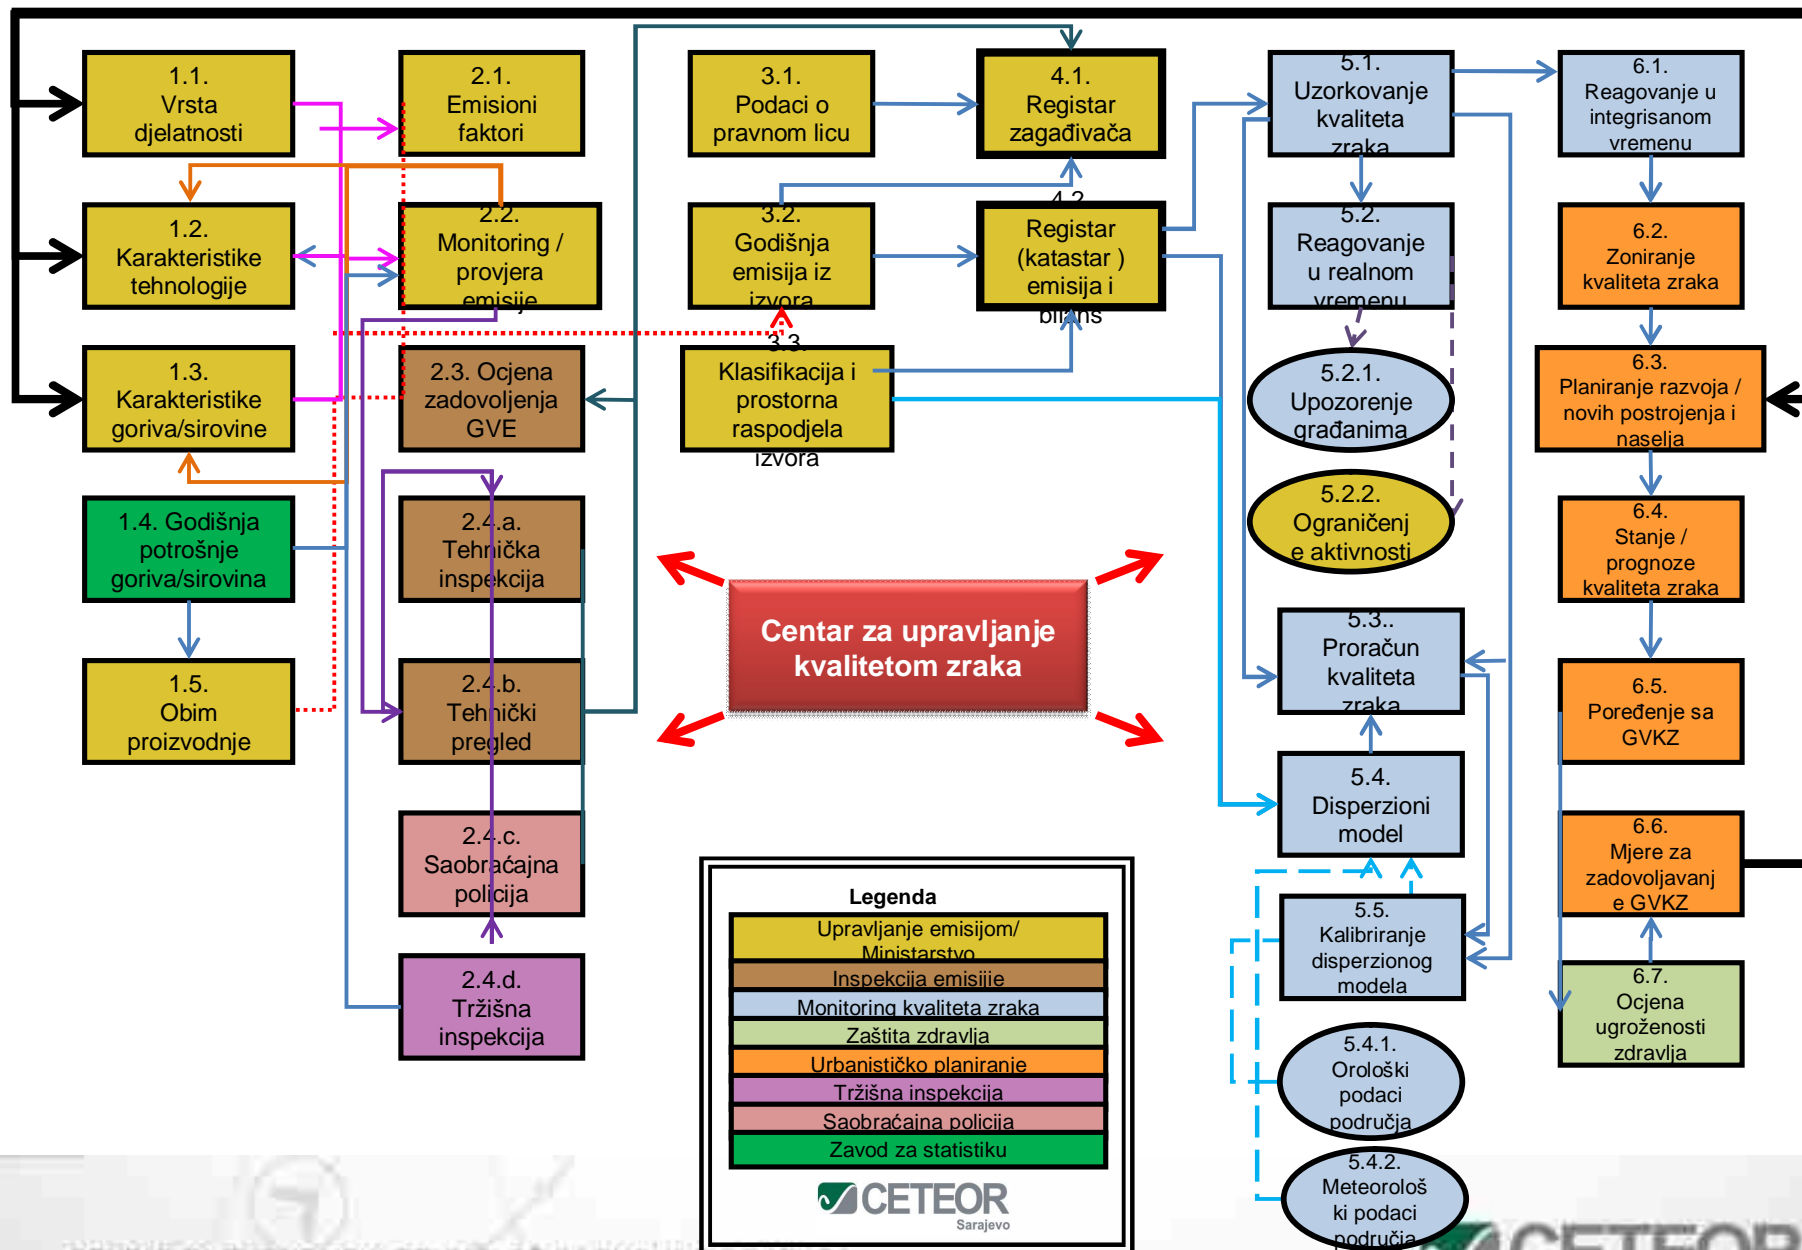 1.1.
Vrsta
djelatnosti
1.2.
Karakteristike
tehnologije
1.3.
Karakteristike
goriva/sirovine
1.4. Godišnja
potrošnje
goriva/sirovina
1.5.
Obim
proizvodnje
2.1.
Emisioni
faktori
2.2.
Monitoring /
provjera
emisije
2.3. Ocjena
zadovoljenja
GVE
2.4.a.
Tehnička
inspekcija
2.4.b.
Tehnički
pregled
2.4.c.
Saobraćajna
policija
2.4.d.
Tržišna
inspekcija
3.1.
Podaci o
pravnom licu
3.2.
Godišnja
emisija iz
izvora
3.3.
Klasifikacija i
prostorna
raspodjela
izvora
4.1.
Registar
zagađivača
4.2.
Registar
(katastar )
emisija i
bilans
Centar za upravljanje
kvalitetom zraka
5.1.
Uzorkovanje
kvaliteta
zraka
5.2.
Reagovanje
u realnom
vremenu
5.2.1.
Upozorenje
građanima
5.2.2.
Ograničenj
e aktivnosti
5.3..
Proračun
kvaliteta
zraka
5.4.
Disperzioni
model
5.5.
Kalibriranje
disperzionog
modela
5.4.1.
Orološki
podaci
područja
5.4.2.
Meteorološ
ki podaci
područja
6.1.
Reagovanje u
integrisanom
vremenu
6.2.
Zoniranje
kvaliteta zraka
6.3.
Planiranje razvoja /
novih postrojenja i
naselja
6.4.
Stanje /
prognoze
kvaliteta zraka
6.5.
Poređenje sa
GVKZ
6.6.
Mjere za
zadovoljavanj
e GVKZ
6.7.
Ocjena
ugroženosti
zdravlja
Legenda
Upravljanje emisijom/
Ministarstvo
Inspekcija emisijie
Monitoring kvaliteta zraka
Zaštita zdravlja
Urbanističko planiranje
Tržišna inspekcija
Saobraćajna policija
Zavod za statistiku
CETEOR
Sarajevo
CETEOR